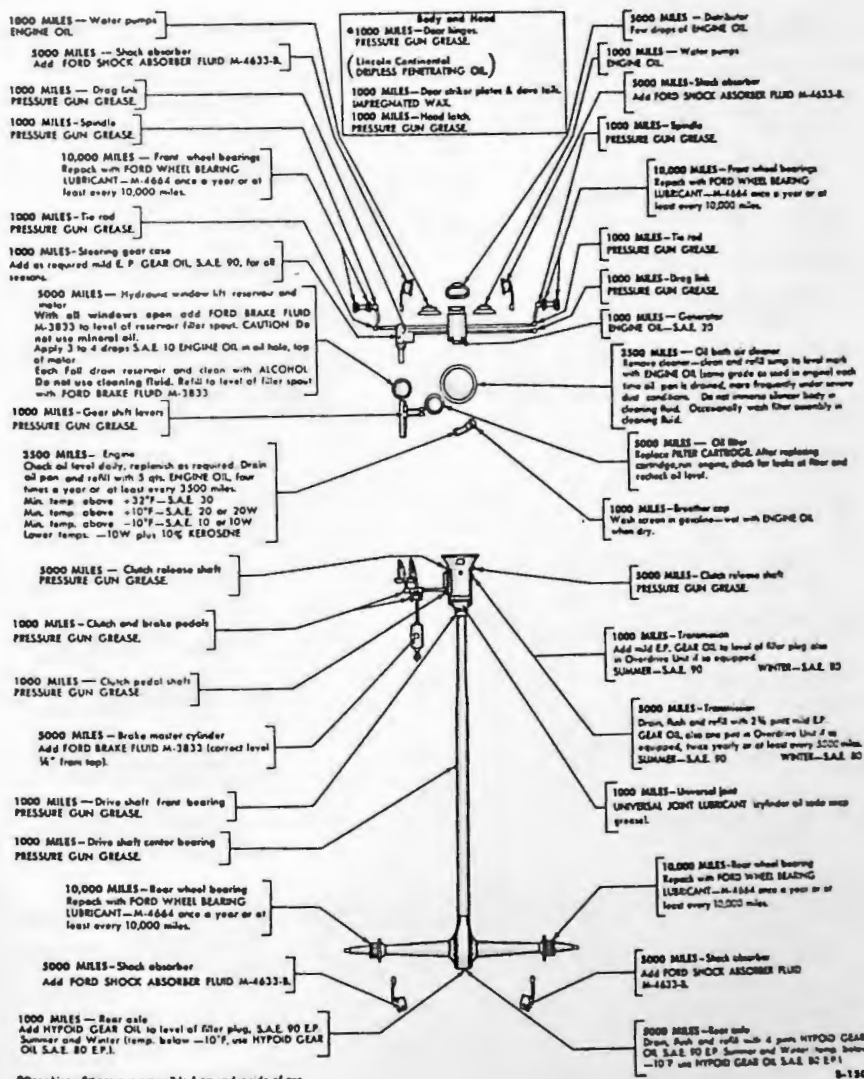 1000 MILES — Water pumps
ENGINE OIL.
5000 MILES — Shock absorber
Add FORD SHOCK ABSORBER FLUID M-4633-B.
1000 MILES — Drag link
PRESSURE GUN GREASE.
1000 MILES—Spindle
PRESSURE GUN GREASE.
10,000 MILES — Front wheel bearings
Repack with FORD WHEEL BEARING
LUBRICANT—M-4664 once a year or at
least every 10,000 miles.
1000 MILES—Tie rod
PRESSURE GUN GREASE.
1000 MILES—Steering gear case
Add as required mild E. P. GEAR OIL, S.A.E. 90, for all
seasons.
5000 MILES — Hydraulic window lift reservoir and
motor
With all windows open add FORD BRAKE FLUID
M-3833 to level of reservoir filler spout. CAUTION Do
not use mineral oil.
Apply 3 to 4 drops S.A.E. 10 ENGINE OIL in oil hole, top
of motor.
Each Fall drain reservoir and clean with ALCOHOL
Do not use cleaning fluid. Refill to level of filler spout
with FORD BRAKE FLUID M-3833
1000 MILES—Gear shift levers
PRESSURE GUN GREASE.
3500 MILES— Engine
Check oil level daily, replenish as required. Drain
oil pan and refill with 5 qts. ENGINE OIL, four
times a year or at least every 3500 miles.
Min. temp. above +32°F—S.A.E. 30
Min. temp. above +10°F—S.A.E. 20 or 20W
Min. temp. above −10°F—S.A.E. 10 or 10W
Lower temps. —10W plus 10% KEROSENE
Body and Hood
1000 MILES—Door hinges.
PRESSURE GUN GREASE.
(Lincoln Continental
DRIPLESS PENETRATING OIL.)
1000 MILES—Door striker plates & dove tails.
IMPREGNATED WAX.
1000 MILES—Hood latch.
PRESSURE GUN GREASE.
5000 MILES — Distributor
Few drops of ENGINE OIL.
1000 MILES — Water pumps
ENGINE OIL.
5000 MILES—Shock absorber
Add FORD SHOCK ABSORBER FLUID
M-4633-B.
1000 MILES—Spindle
PRESSURE GUN GREASE.
10,000 MILES—Front wheel bearings
Repack with FORD WHEEL BEARING
LUBRICANT—M-4664 once a year or at
least every 10,000 miles.
1000 MILES—Tie rod
PRESSURE GUN GREASE.
1000 MILES—Drag link
PRESSURE GUN GREASE.
1000 MILES — Generator
ENGINE OIL—S.A.E. 20
3500 MILES — Oil bath air cleaner
Remove cleaner—clean and refill sump to level mark
with ENGINE OIL (same grade as used in engine) each
time oil pan is drained, more frequently under severe
dust conditions. Do not immerse silencer body in
cleaning fluid. Occasionally wash filter assembly in
cleaning fluid.
5000 MILES — Oil filter
Replace FILTER CARTRIDGE. After replacing
cartridge, run engine, check for leaks at filter and
recheck oil level.
1000 MILES—Breather cap
Wash screen in gasoline—wet with ENGINE OIL
when dry.
5000 MILES — Clutch release shaft
PRESSURE GUN GREASE.
1000 MILES—Clutch and brake pedals
PRESSURE GUN GREASE.
1000 MILES — Clutch pedal shaft
PRESSURE GUN GREASE
5000 MILES—Brake master cylinder
Add FORD BRAKE FLUID M-3833 (correct level
from top).
1000 MILES—Drive shaft front bearing
PRESSURE GUN GREASE.
1000 MILES—Drive shaft center bearing
PRESSURE GUN GREASE.
10,000 MILES—Rear wheel bearing
Repack with FORD WHEEL BEARING
LUBRICANT—M-4664 once a year or at
least every 10,000 miles.
5000 MILES—Shock absorber
Add FORD SHOCK ABSORBER FLUID M-4633-B.
1000 MILES—Rear axle
Add HYPOID GEAR OIL to level of filler plug, S.A.E. 90 E.P.
Summer and Winter (temp. below −10°F, use HYPOID GEAR
OIL S.A.E. 80 E.P.).
5000 MILES—Clutch release shaft
PRESSURE GUN GREASE.
1000 MILES—Transmission
Add mild E.P. GEAR OIL to level of filler plug also
in Overdrive Unit if so equipped.
SUMMER—S.A.E. 90 WINTER—S.A.E. 80
5000 MILES—Transmission
Drain, flush and refill with 2¾ pints mild E.P.
GEAR OIL, also one pint in Overdrive Unit if so
equipped, twice yearly or at least every 5000 miles.
SUMMER—S.A.E. 90 WINTER—S.A.E. 80
1000 MILES—Universal joint
UNIVERSAL JOINT LUBRICANT (cylinder oil soda soap
grease).
10,000 MILES—Rear wheel bearing
Repack with FORD WHEEL BEARING
LUBRICANT—M-4664 once a year or at
least every 10,000 miles.
5000 MILES—Shock absorber
Add FORD SHOCK ABSORBER FLUID
M-4633-B.
5000 MILES—Rear axle
Drain, flush and refill with 4 pints HYPOID GEAR
OIL S.A.E. 90 E.P. Summer and Winter temp. below
−10°F use HYPOID GEAR OIL S.A.E. 80 E.P.)